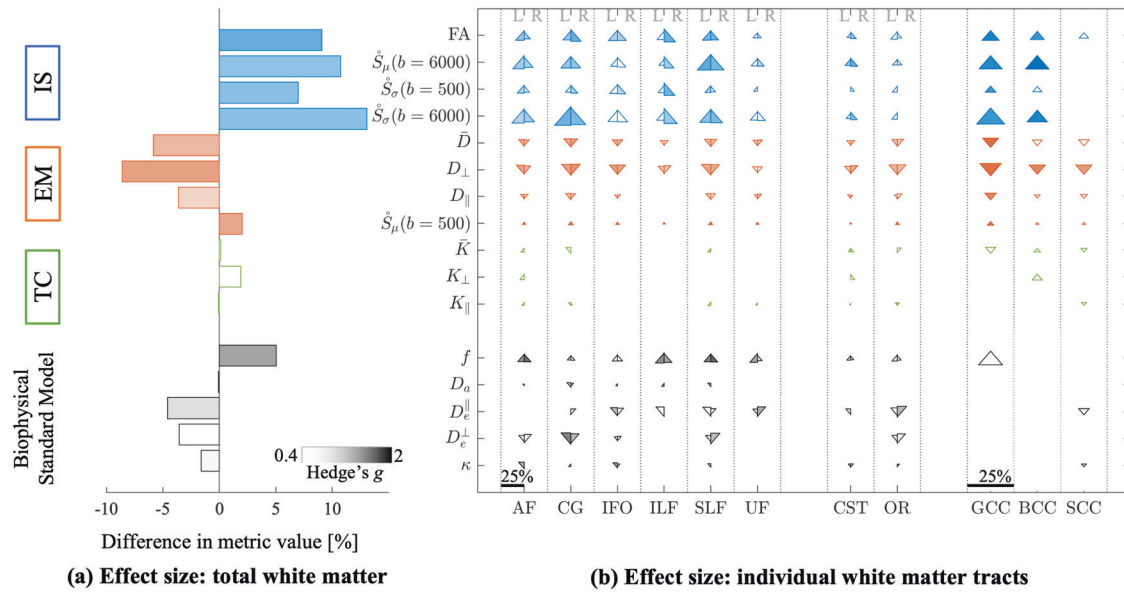 L R L R L R L R L R L R L R L R
FA
S̊μ(b = 6000)
S̊σ(b = 500)
S̊σ(b = 6000)
D̄
D⊥
D∥
S̊μ(b = 500)
K̄
K⊥
K∥
f
Da
De∥
De⊥
κ
IS
EM
TC
Biophysical
Standard Model
0.4 2
Hedge's g
-10 -5 0 5 10
Difference in metric value [%]
(a) Effect size: total white matter
25% 25%
AF CG IFO ILF SLF UF CST OR GCC BCC SCC
(b) Effect size: individual white matter tracts